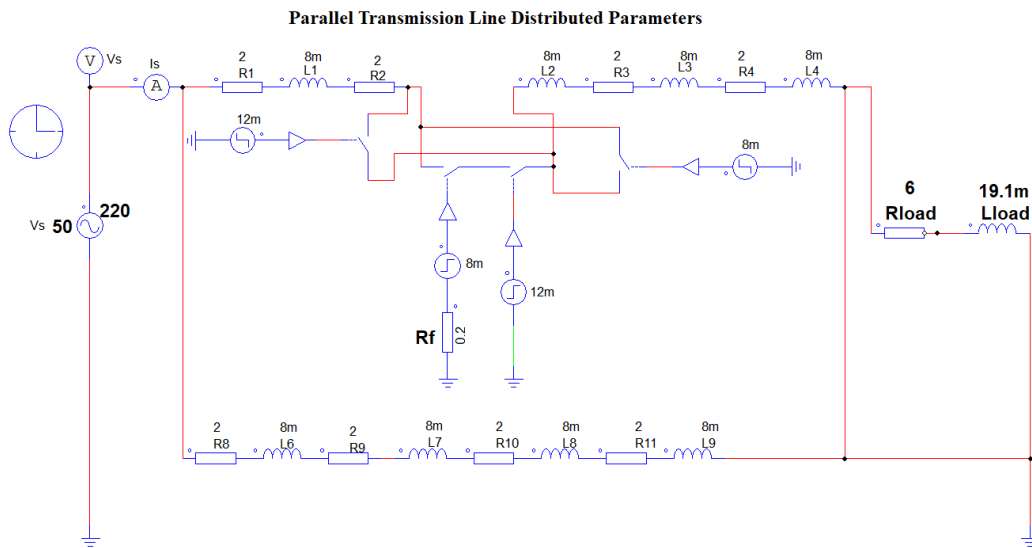 Parallel Transmission Line Distributed Parameters
V Vs
Is
A
2
R1
8m
L1
2
R2
8m
L2
2
R3
8m
L3
2
R4
8m
L4
12m
8m
Vs 50 220
6
Rload
19.1m
Lload
8m
12m
Rf
0.2
2
R8
8m
L6
2
R9
8m
L7
2
R10
8m
L8
2
R11
8m
L9